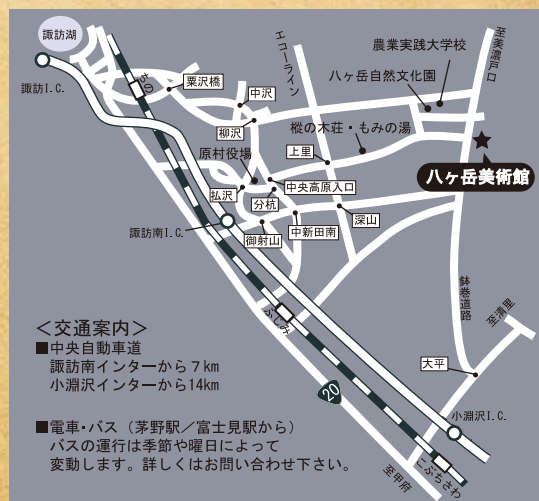 諏訪湖
諏訪I.C.
ちの
粟沢橋
中沢
柳沢
エコーライン
農業実践大学校
八ヶ岳自然文化園
至美濃戸口
樅の木荘・もみの湯
上里
原村役場
払沢
分杭
中央高原入口
八ヶ岳美術館
諏訪南I.C.
御射山
中新田南
深山
鉢巻道路
至清里
ふじみ
大平
20
小淵沢I.C.
こぶちさわ
至甲府
＜交通案内＞
■中央自動車道
諏訪南インターから7km
小淵沢インターから14km
■電車・バス（茅野駅／富士見駅から）
バスの運行は季節や曜日によって
変動します。詳しくはお問い合わせ下さい。